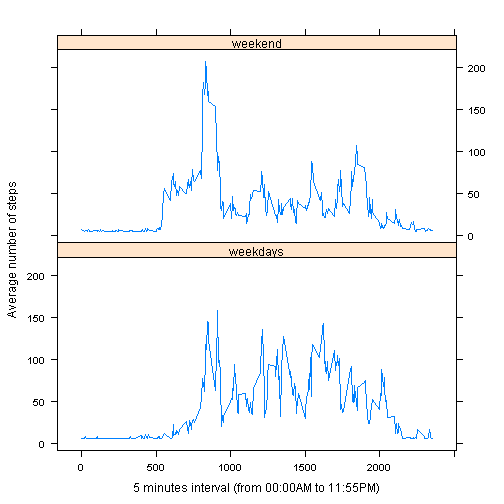 weekend
200
150
100
50
0
weekdays
200
150
100
50
0
Average number of steps
0 500 1000 1500 2000
5 minutes interval (from 00:00AM to 11:55PM)